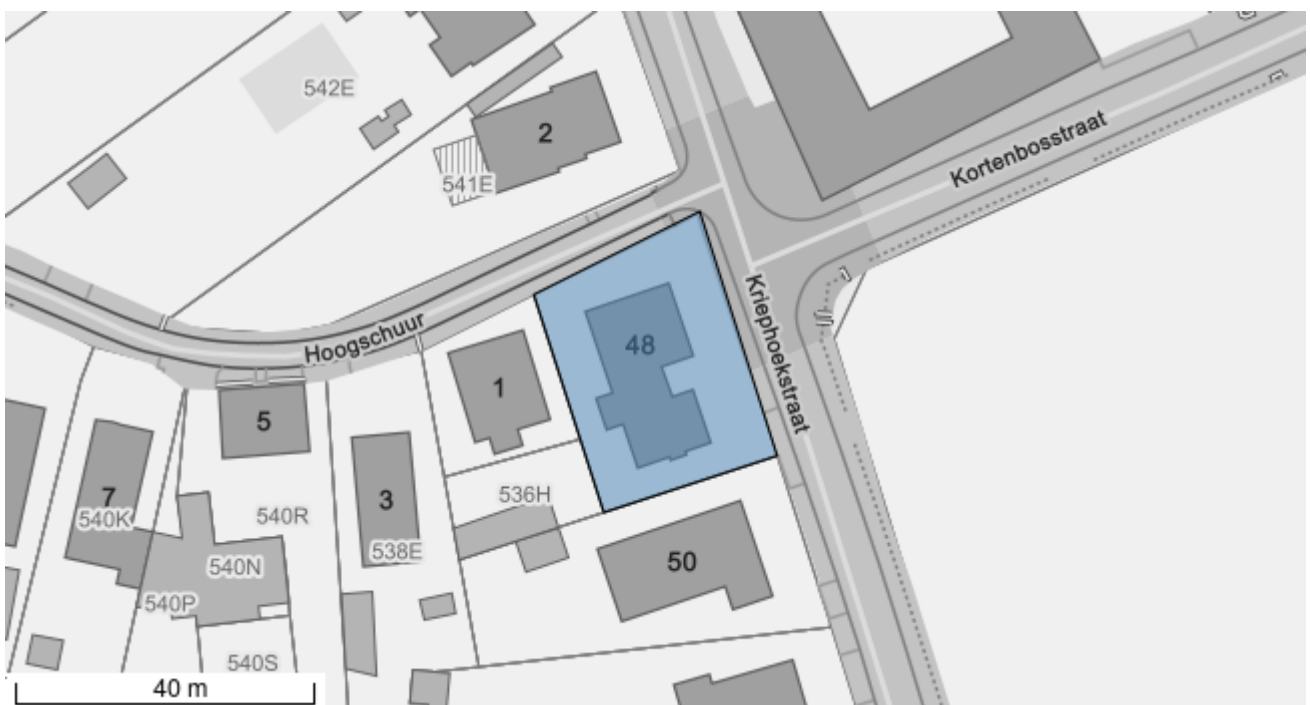 542E
2
541E
Kortenbosstraat
Hoogschuur
Kriephoekstraat
48
1
5
3
7
540K
540R
536H
538E
540N
50
540P
540S
40 m